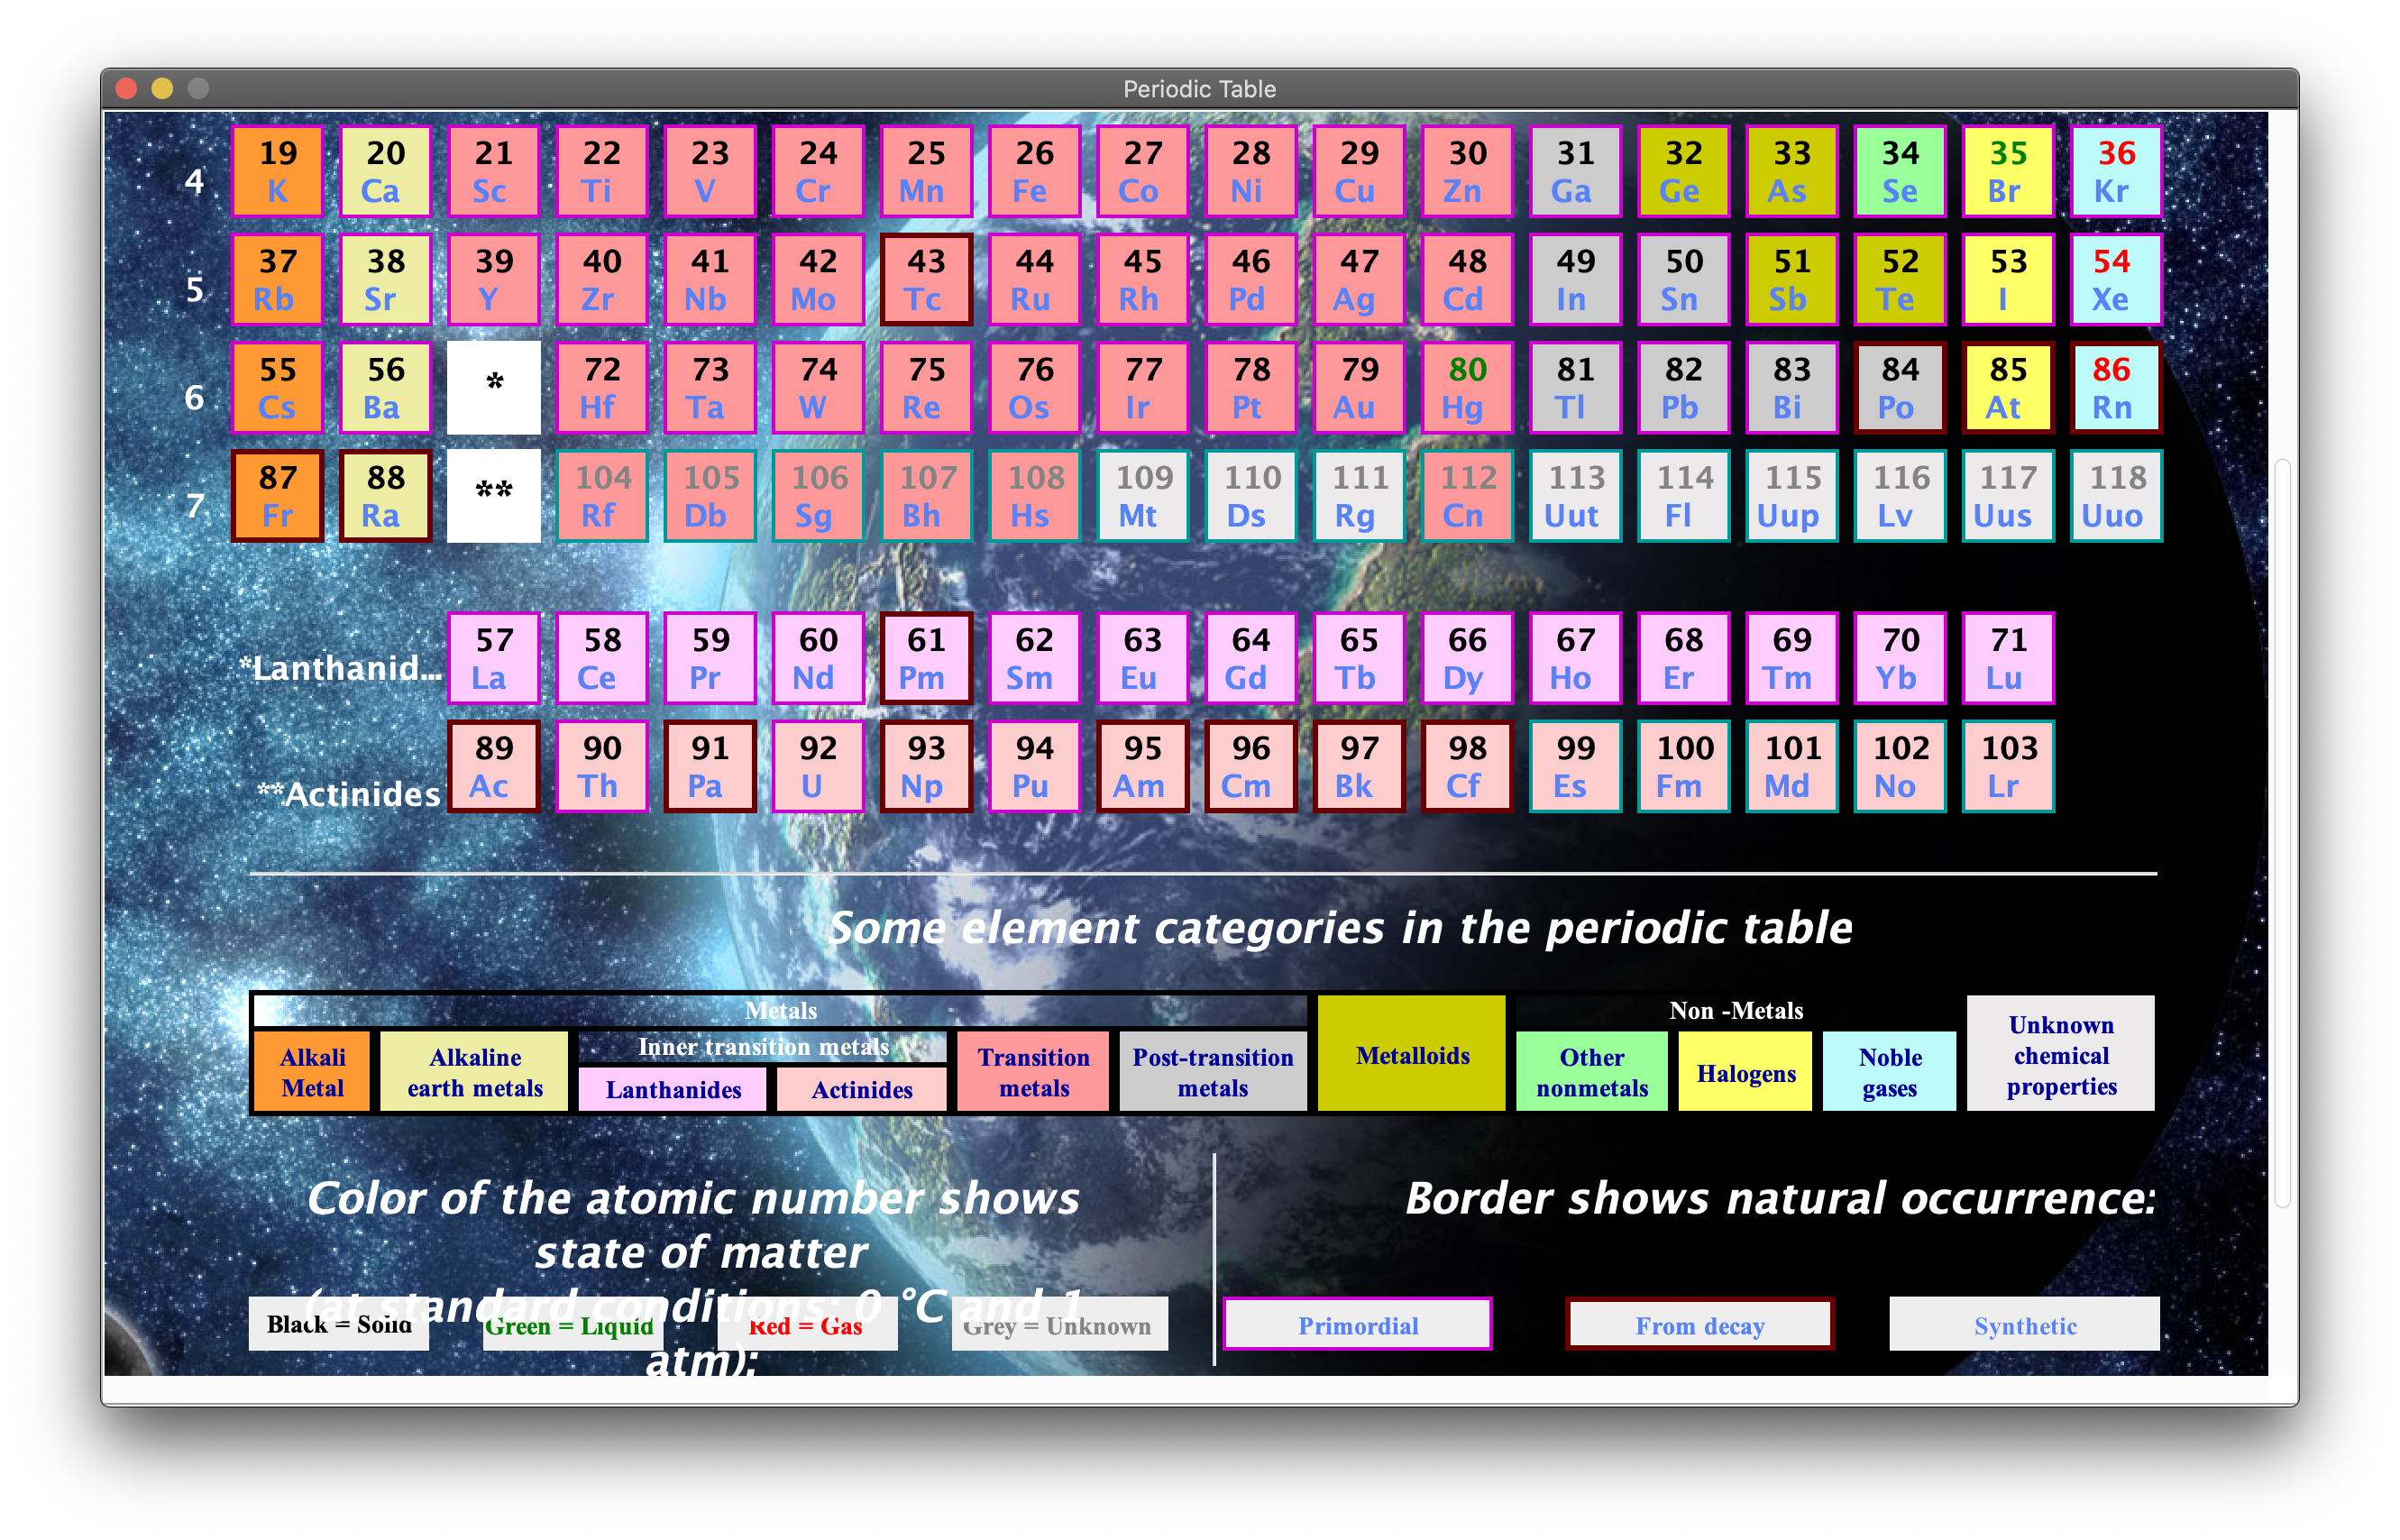 Periodic Table
4 19 20 21 22 23 24 25 26 27 28 29 30 31 32 33 34 35 36
K Ca Sc Ti V Cr Mn Fe Co Ni Cu Zn Ga Ge As Se Br Kr
5 37 38 39 40 41 42 43 44 45 46 47 48 49 50 51 52 53 54
Rb Sr Y Zr Nb Mo Tc Ru Rh Pd Ag Cd In Sn Sb Te I Xe
6 55 56 * 72 73 74 75 76 77 78 79 80 81 82 83 84 85 86
Cs Ba Hf Ta W Re Os Ir Pt Au Hg Tl Pb Bi Po At Rn
7 87 88 ** 104 105 106 107 108 109 110 111 112 113 114 115 116 117 118
Fr Ra Rf Db Sg Bh Hs Mt Ds Rg Cn Uut Fl Uup Lv Uus Uuo
*Lanthanid... 57 58 59 60 61 62 63 64 65 66 67 68 69 70 71
La Ce Pr Nd Pm Sm Eu Gd Tb Dy Ho Er Tm Yb Lu
**Actinides 89 90 91 92 93 94 95 96 97 98 99 100 101 102 103
Ac Th Pa U Np Pu Am Cm Bk Cf Es Fm Md No Lr
Some element categories in the periodic table
Metals
Non -Metals
Alkali
Metal
Alkaline
earth metals
Inner transition metals
Lanthanides
Actinides
Transition
metals
Post-transition
metals
Metalloids
Other
nonmetals
Halogens
Noble
gases
Unknown
chemical
properties
Color of the atomic number shows
state of matter
(at standard conditions: 0 °C and 1
atm):
Black = Solid
Green = Liquid
Red = Gas
Grey = Unknown
Border shows natural occurrence:
Primordial
From decay
Synthetic